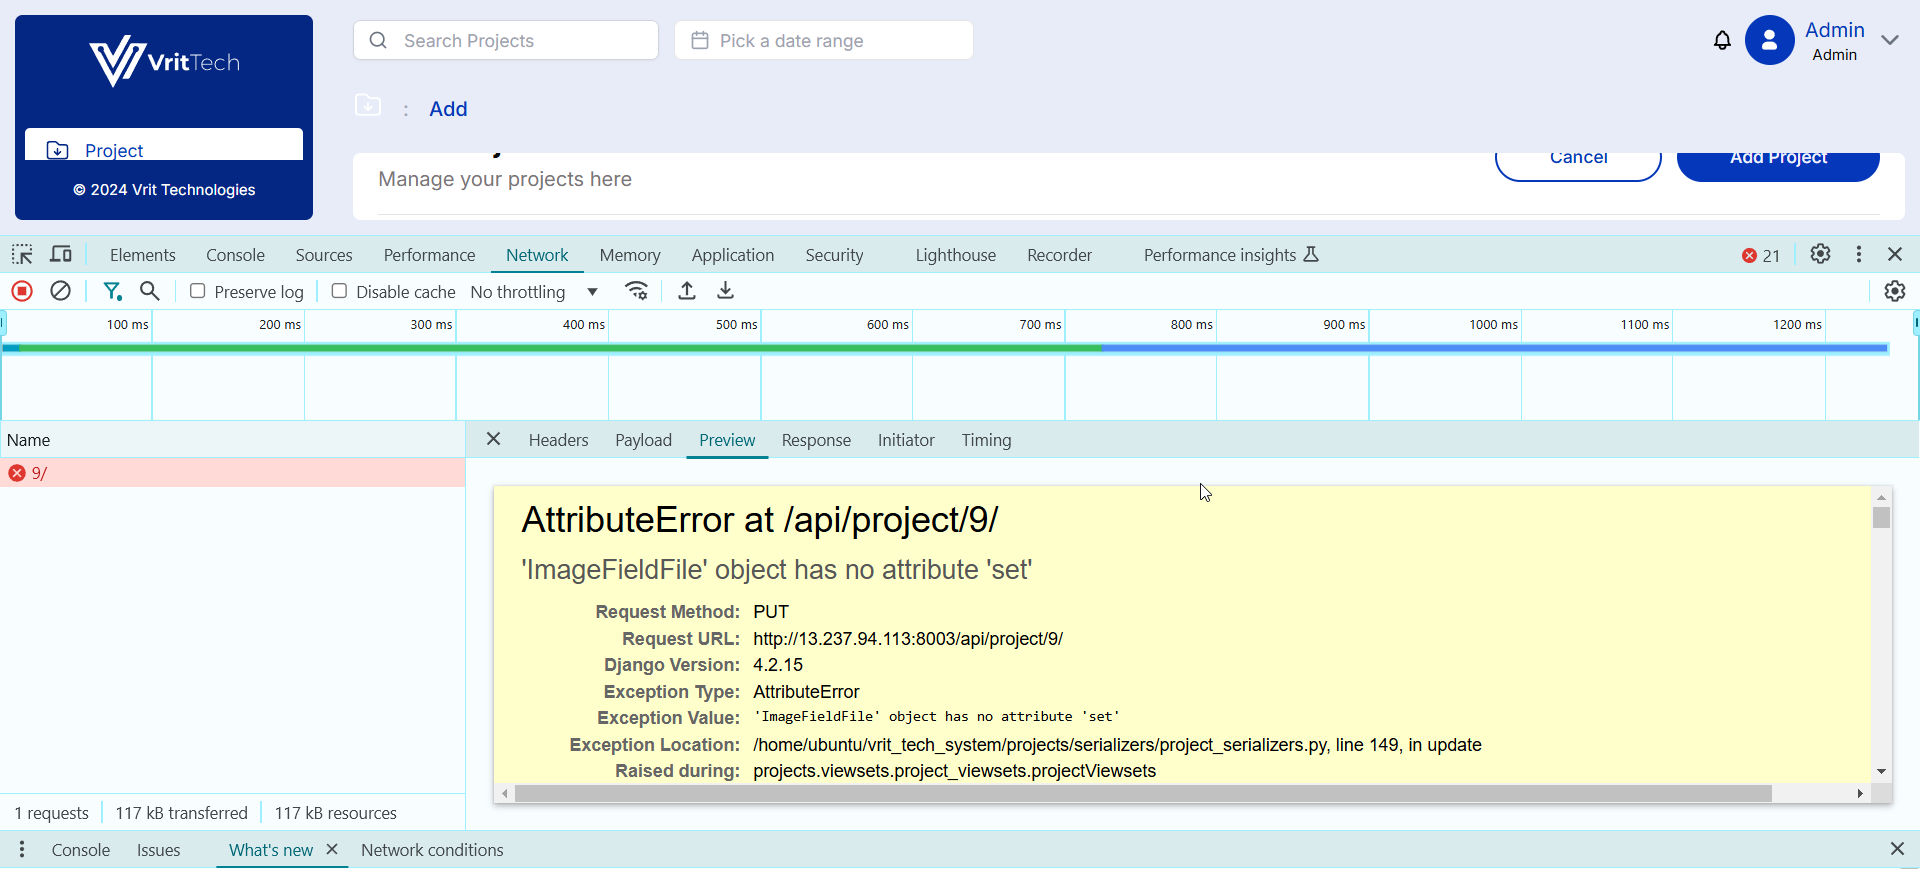 VritTech
Search Projects
Pick a date range
Admin
Admin
: Add
Project
© 2024 Vrit Technologies
Manage your projects here
Cancel
Add Project
Elements Console Sources Performance Network Memory Application Security Lighthouse Recorder Performance insights 21
Preserve log Disable cache No throttling
100 ms 200 ms 300 ms 400 ms 500 ms 600 ms 700 ms 800 ms 900 ms 1000 ms 1100 ms 1200 ms
Name
Headers Payload Preview Response Initiator Timing
9/
AttributeError at /api/project/9/
'ImageFieldFile' object has no attribute 'set'
Request Method: PUT
Request URL: http://13.237.94.113:8003/api/project/9/
Django Version: 4.2.15
Exception Type: AttributeError
Exception Value: 'ImageFieldFile' object has no attribute 'set'
Exception Location: /home/ubuntu/vrit_tech_system/projects/serializers/project_serializers.py, line 149, in update
Raised during: projects.viewsets.project_viewsets.projectViewsets
1 requests 117 kB transferred 117 kB resources
Console Issues What's new Network conditions